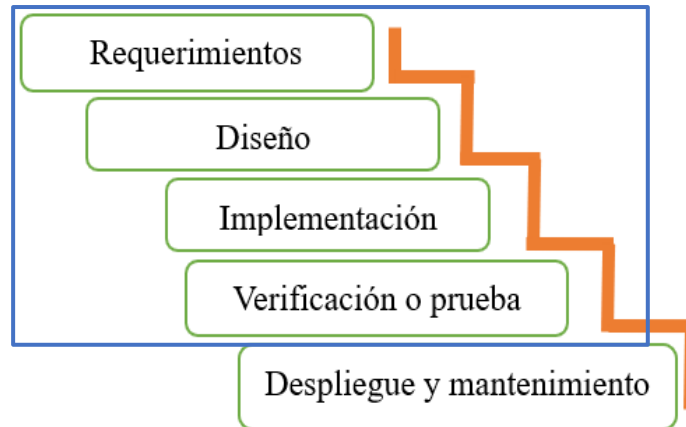 Requerimientos
Diseño
Implementación
Verificación o prueba
Despliegue y mantenimiento